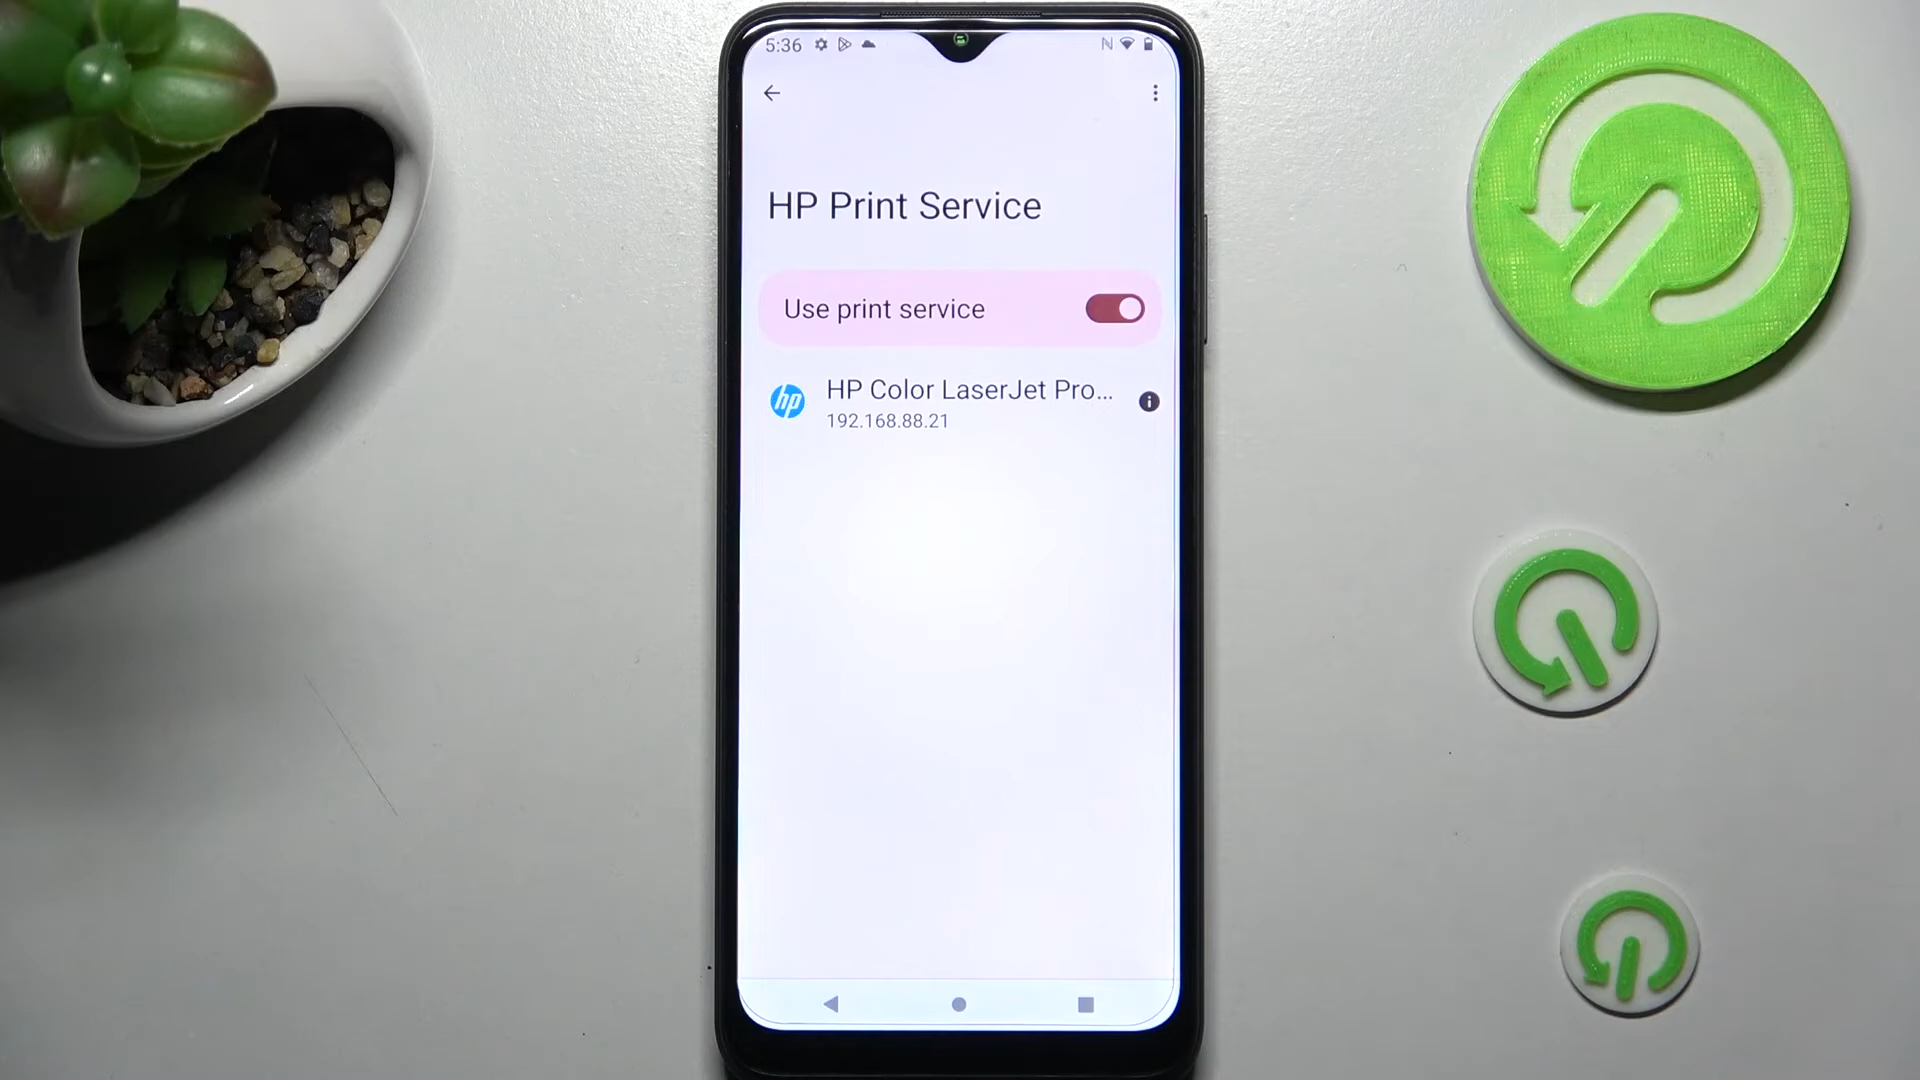 5:36
HP Print Service
Use print service
hp
HP Color LaserJet Pro...
192.168.88.21